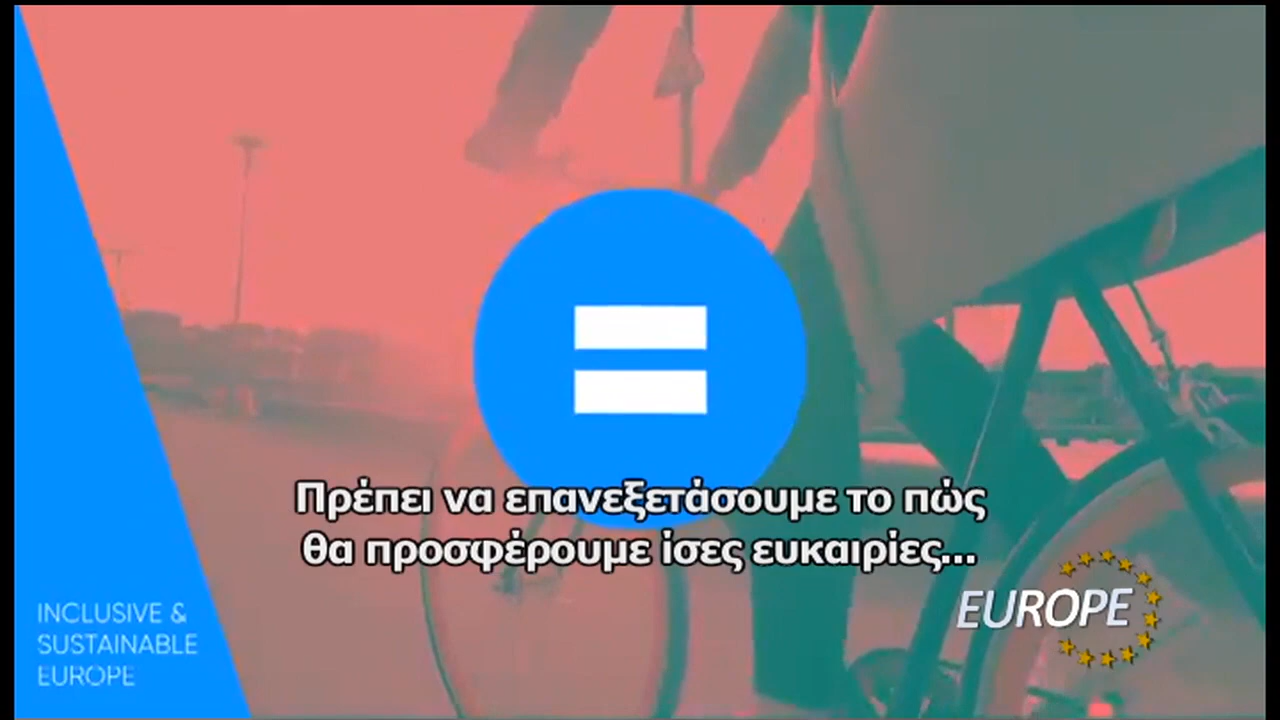 Πρέπει να επανεξετάσουμε το πώς
θα προσφέρουμε ίσες ευκαιρίες...
INCLUSIVE &
SUSTAINABLE
EUROPE
EUROPE